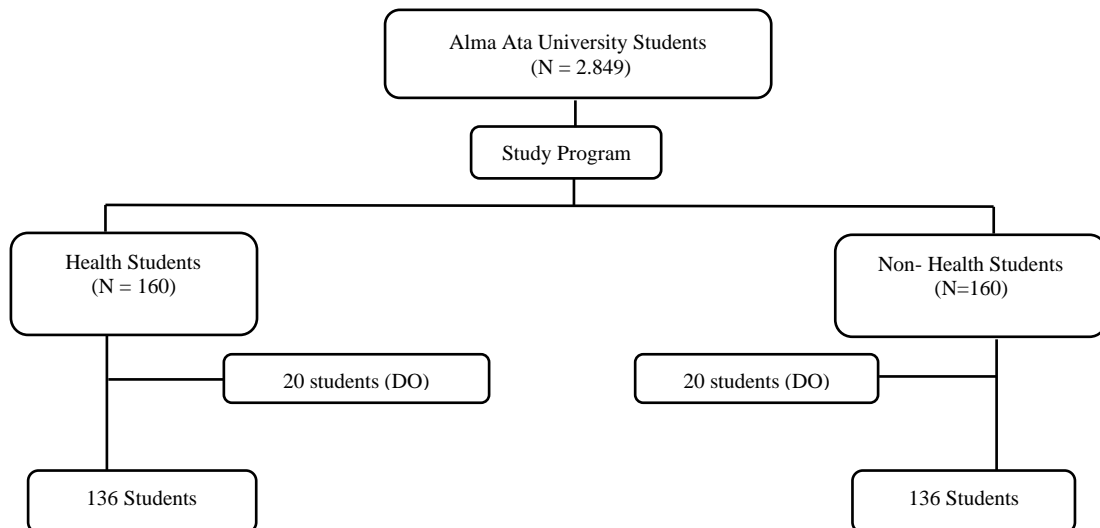 Alma Ata University Students
(N = 2.849)
Study Program
Health Students
(N = 160)
Non- Health Students
(N=160)
20 students (DO)
20 students (DO)
136 Students
136 Students